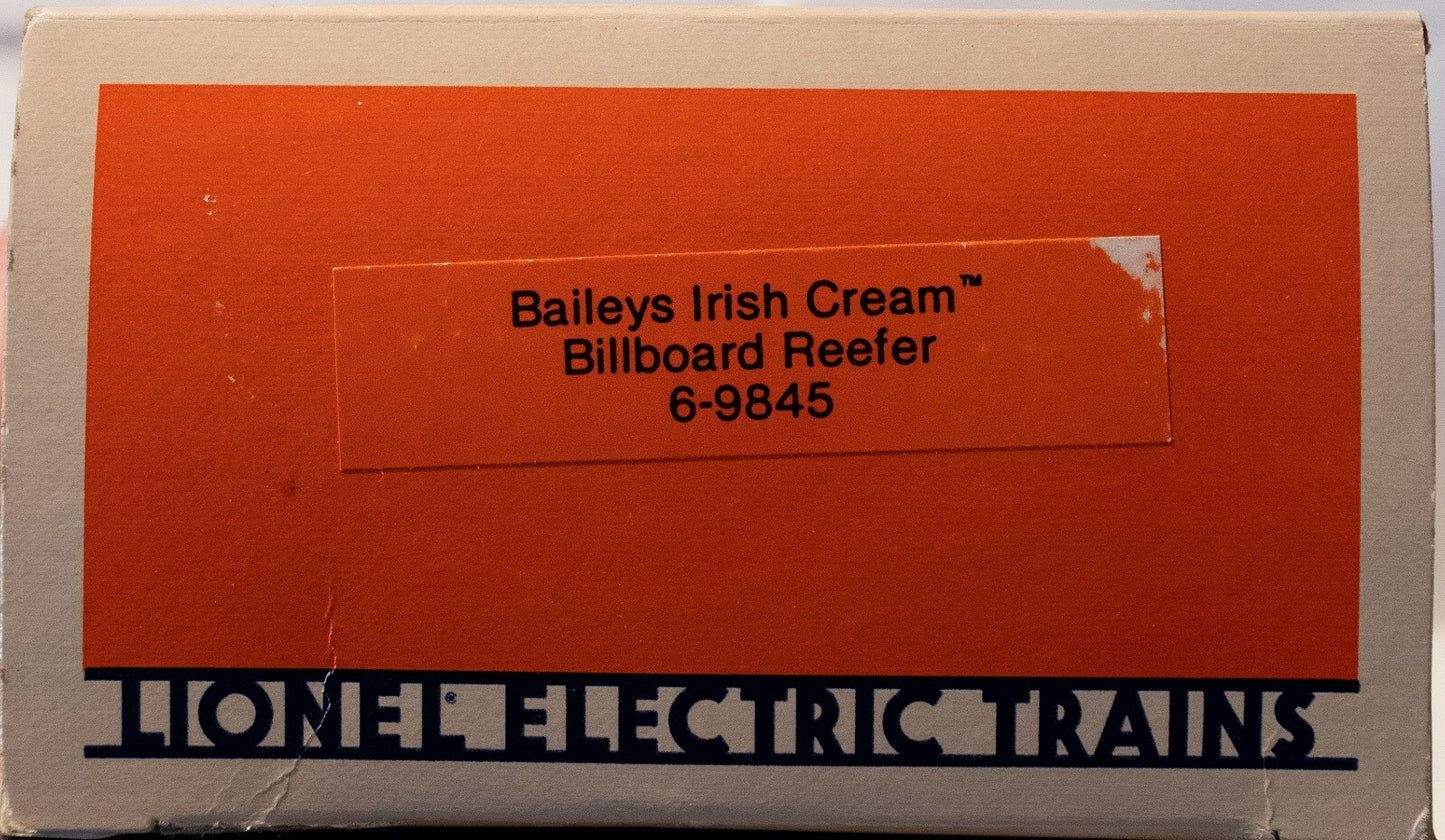 Baileys Irish Cream™
Billboard Reefer
6-9845
LIONEL® ELECTRIC TRAINS